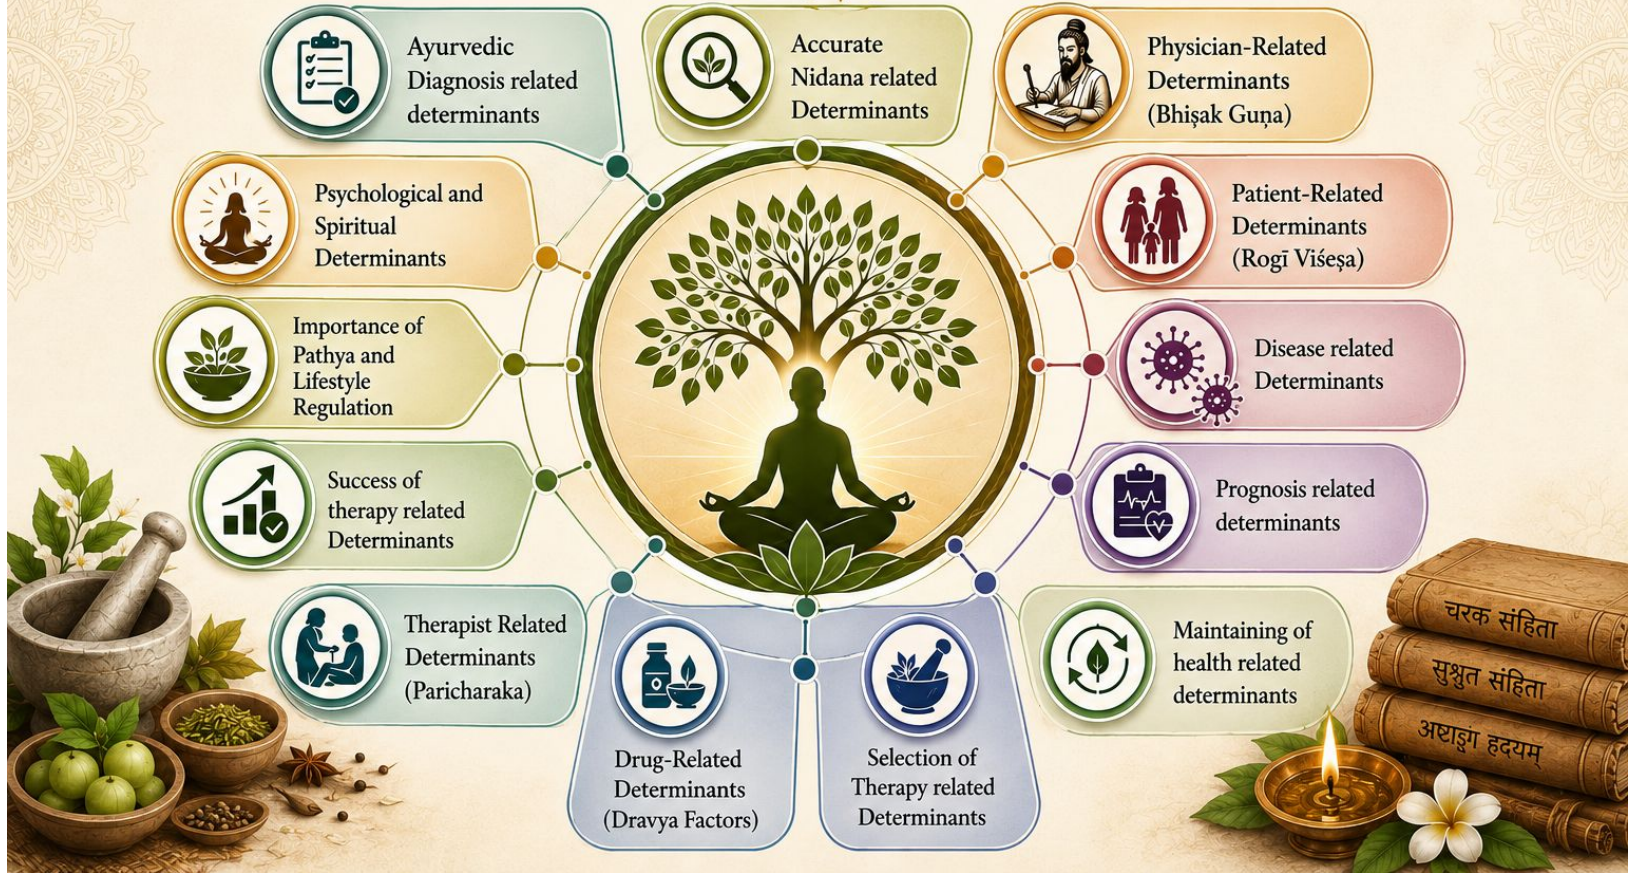 Ayurvedic
Diagnosis related
determinants
Accurate
Nidana related
Determinants
Physician-Related
Determinants
(Bhiṣak Guṇa)
Psychological and
Spiritual
Determinants
Patient-Related
Determinants
(Rogī Viśeṣa)
Importance of
Pathya and
Lifestyle
Regulation
Disease related
Determinants
Success of
therapy related
Determinants
Prognosis related
determinants
Therapist Related
Determinants
(Paricharaka)
Drug-Related
Determinants
(Dravya Factors)
Selection of
Therapy related
Determinants
Maintaining of
health related
determinants
चरक संहिता
सुश्रुत संहिता
अष्टाङ्ग हदयम्